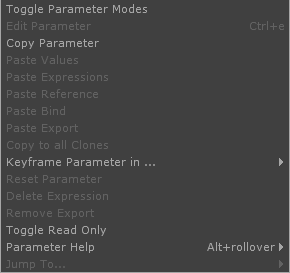 Toggle Parameter Modes
Edit Parameter Ctrl+e
Copy Parameter
Paste Values
Paste Expressions
Paste Reference
Paste Bind
Paste Export
Copy to all Clones
Keyframe Parameter in ...
Reset Parameter
Delete Expression
Remove Export
Toggle Read Only
Parameter Help Alt+rollover
Jump To...